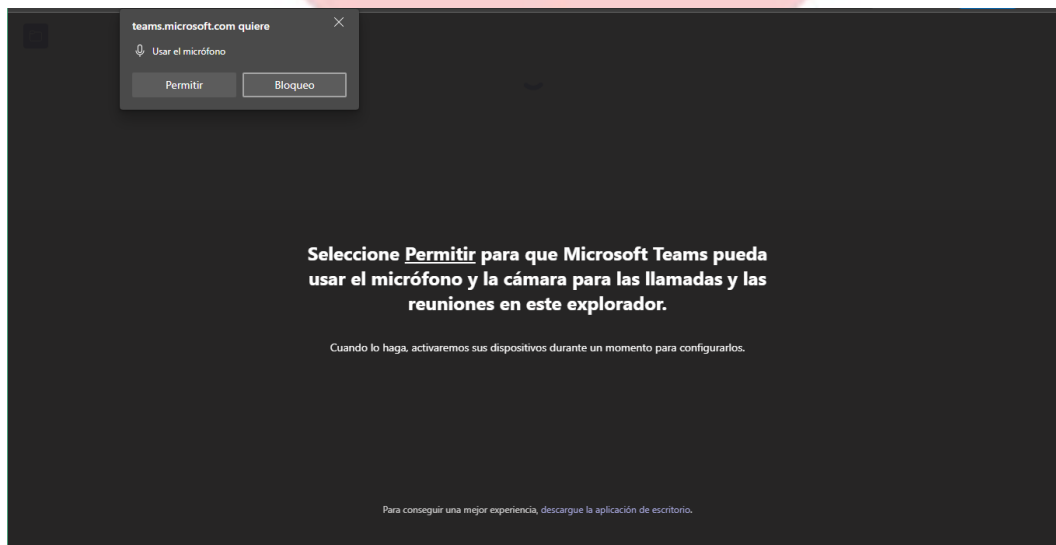 teams.microsoft.com quiere
Usar el micrófono
Permitir Bloqueo
Seleccione Permitir para que Microsoft Teams pueda
usar el micrófono y la cámara para las llamadas y las
reuniones en este explorador.
Cuando lo haga, activaremos sus dispositivos durante un momento para configurarlos.
Para conseguir una mejor experiencia, descargue la aplicación de escritorio.